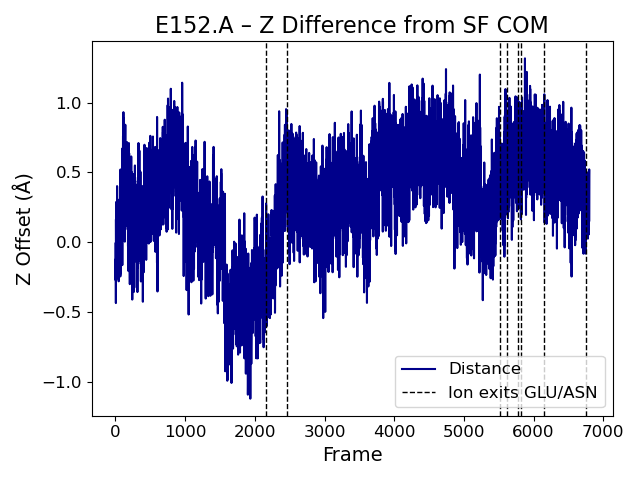 E152.A – Z Difference from SF COM
Z Offset (Å)
1.0
0.5
0.0
−0.5
−1.0
Distance
Ion exits GLU/ASN
0 1000 2000 3000 4000 5000 6000 7000
Frame